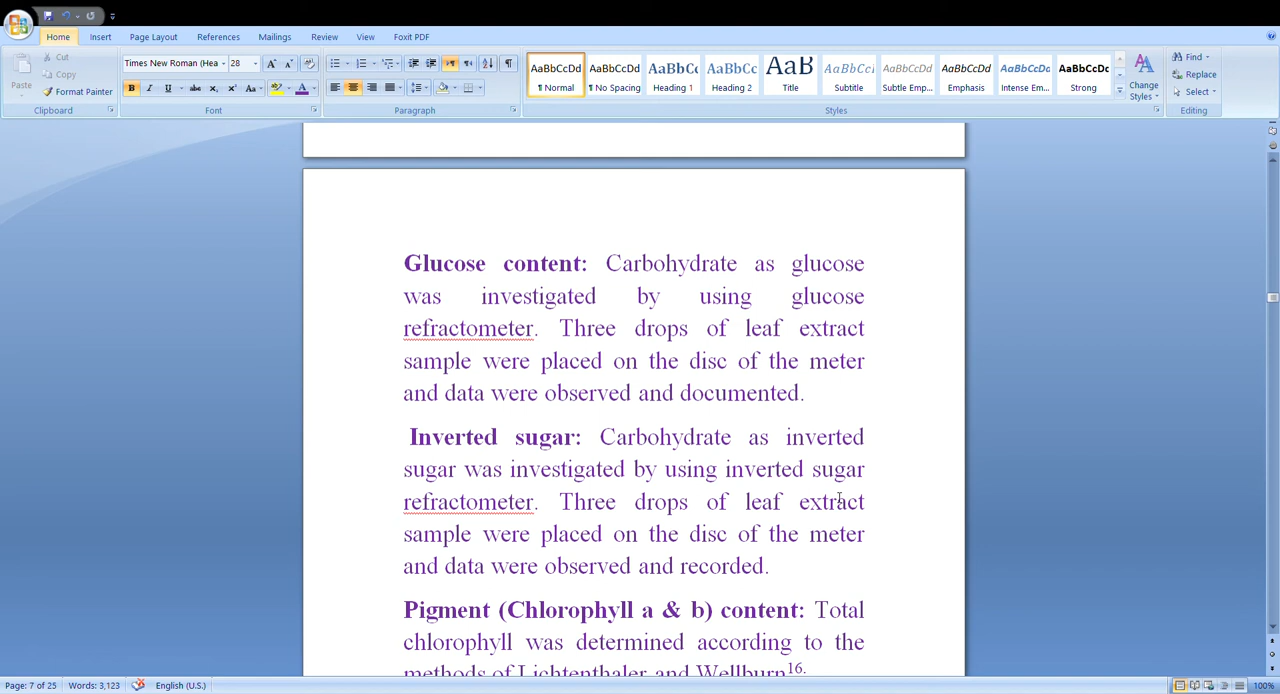 Home Insert Page Layout References Mailings Review View Foxit PDF
Cut
Copy
Format Painter
Paste
Clipboard
Times New Roman (Hea 28
Font
Paragraph
AaBbCcDd AaBbCcDd AaBbCc AaBbCc AaB AaBbCcI AaBbCcDd AaBbCcDd AaBbCcDd AaBbCcDc
¶ Normal ¶ No Spacing Heading 1 Heading 2 Title Subtitle Subtle Emp... Emphasis Intense Em... Strong
Styles
Change Styles
Find
Replace
Select
Editing
Glucose content: Carbohydrate as glucose
was investigated by using glucose
refractometer. Three drops of leaf extract
sample were placed on the disc of the meter
and data were observed and documented.
Inverted sugar: Carbohydrate as inverted
sugar was investigated by using inverted sugar
refractometer. Three drops of leaf extract
sample were placed on the disc of the meter
and data were observed and recorded.
Pigment (Chlorophyll a & b) content: Total
chlorophyll was determined according to the
methods of Lichtenthaler and Wellburn16.
Page: 7 of 25 Words: 3,123 English (U.S.) 100%